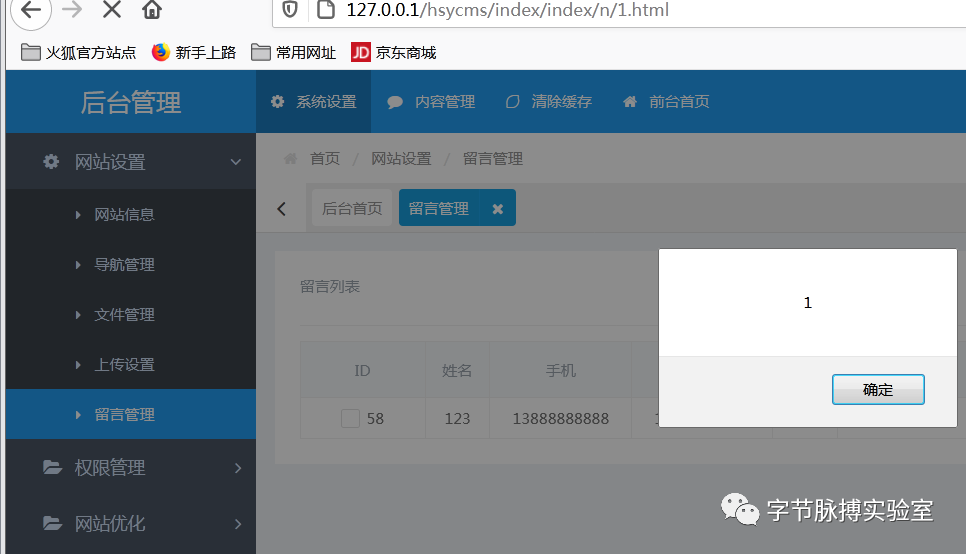 127.0.0.1/hsycms/index/index/n/1.html
火狐官方站点 新手上路 常用网址 JD 京东商城
后台管理 系统设置 内容管理 清除缓存 前台首页
网站设置
首页 / 网站设置 / 留言管理
后台首页 留言管理
网站信息
导航管理
文件管理
上传设置
留言管理
权限管理
网站优化
留言列表
ID 姓名 手机
58 123 13888888888
1
确定
字节脉搏实验室